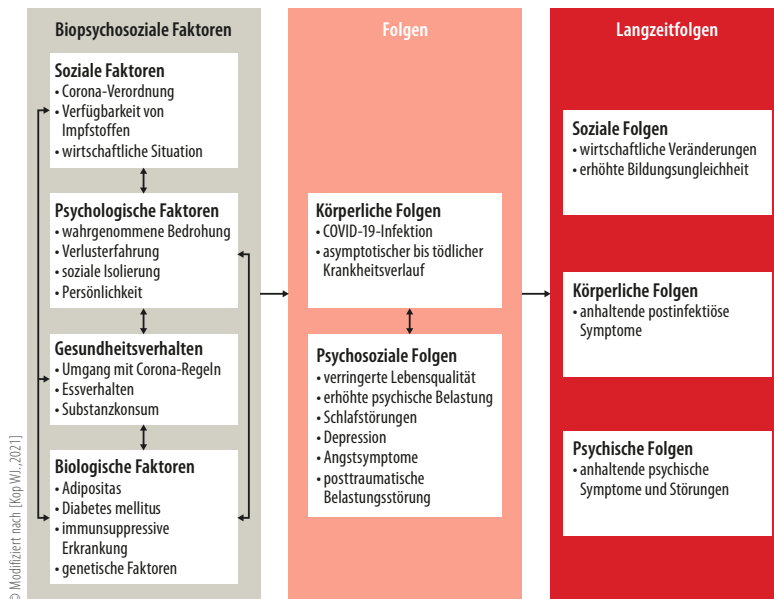 Biopsychosoziale Faktoren
Soziale Faktoren
• Corona-Verordnung
• Verfügbarkeit von
Impfstoffen
• wirtschaftliche Situation
Psychologische Faktoren
• wahrgenommene Bedrohung
• Verlusterfahrung
• soziale Isolierung
• Persönlichkeit
Gesundheitsverhalten
• Umgang mit Corona-Regeln
• Essverhalten
• Substanzkonsum
Biologische Faktoren
• Adipositas
• Diabetes mellitus
• immunsuppressive
Erkrankung
• genetische Faktoren
Folgen
Körperliche Folgen
• COVID-19-Infektion
• asymptotischer bis tödlicher
Krankheitsverlauf
Psychosoziale Folgen
• verringerte Lebensqualität
• erhöhte psychische Belastung
• Schlafstörungen
• Depression
• Angstsymptome
• posttraumatische
Belastungsstörung
Langzeitfolgen
Soziale Folgen
• wirtschaftliche Veränderungen
• erhöhte Bildungsungleichheit
Körperliche Folgen
• anhaltende postinfektiöse
Symptome
Psychische Folgen
• anhaltende psychische
Symptome und Störungen
© Modifiziert nach [Kop WJ.,2021]